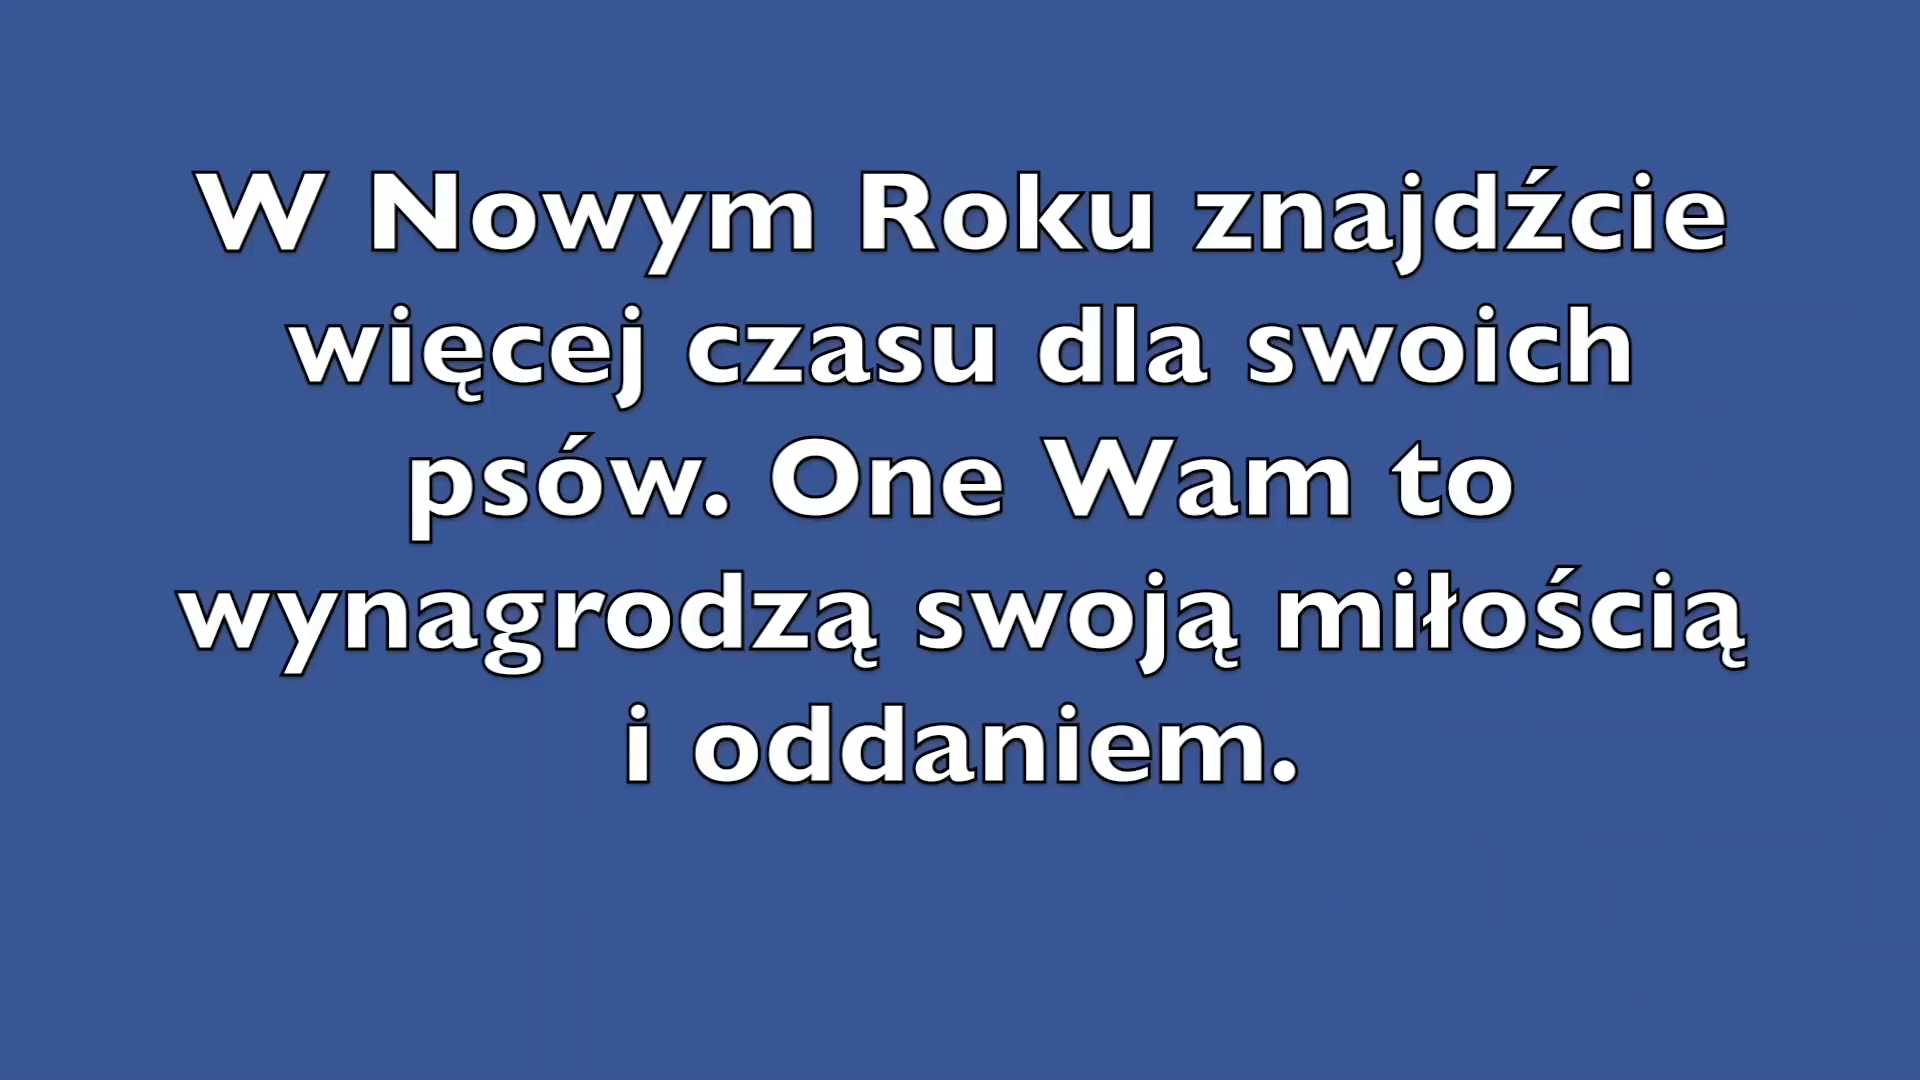 W Nowym Roku znajdźcie
więcej czasu dla swoich
psów. One Wam to
wynagrodzą swoją miłością
i oddaniem.